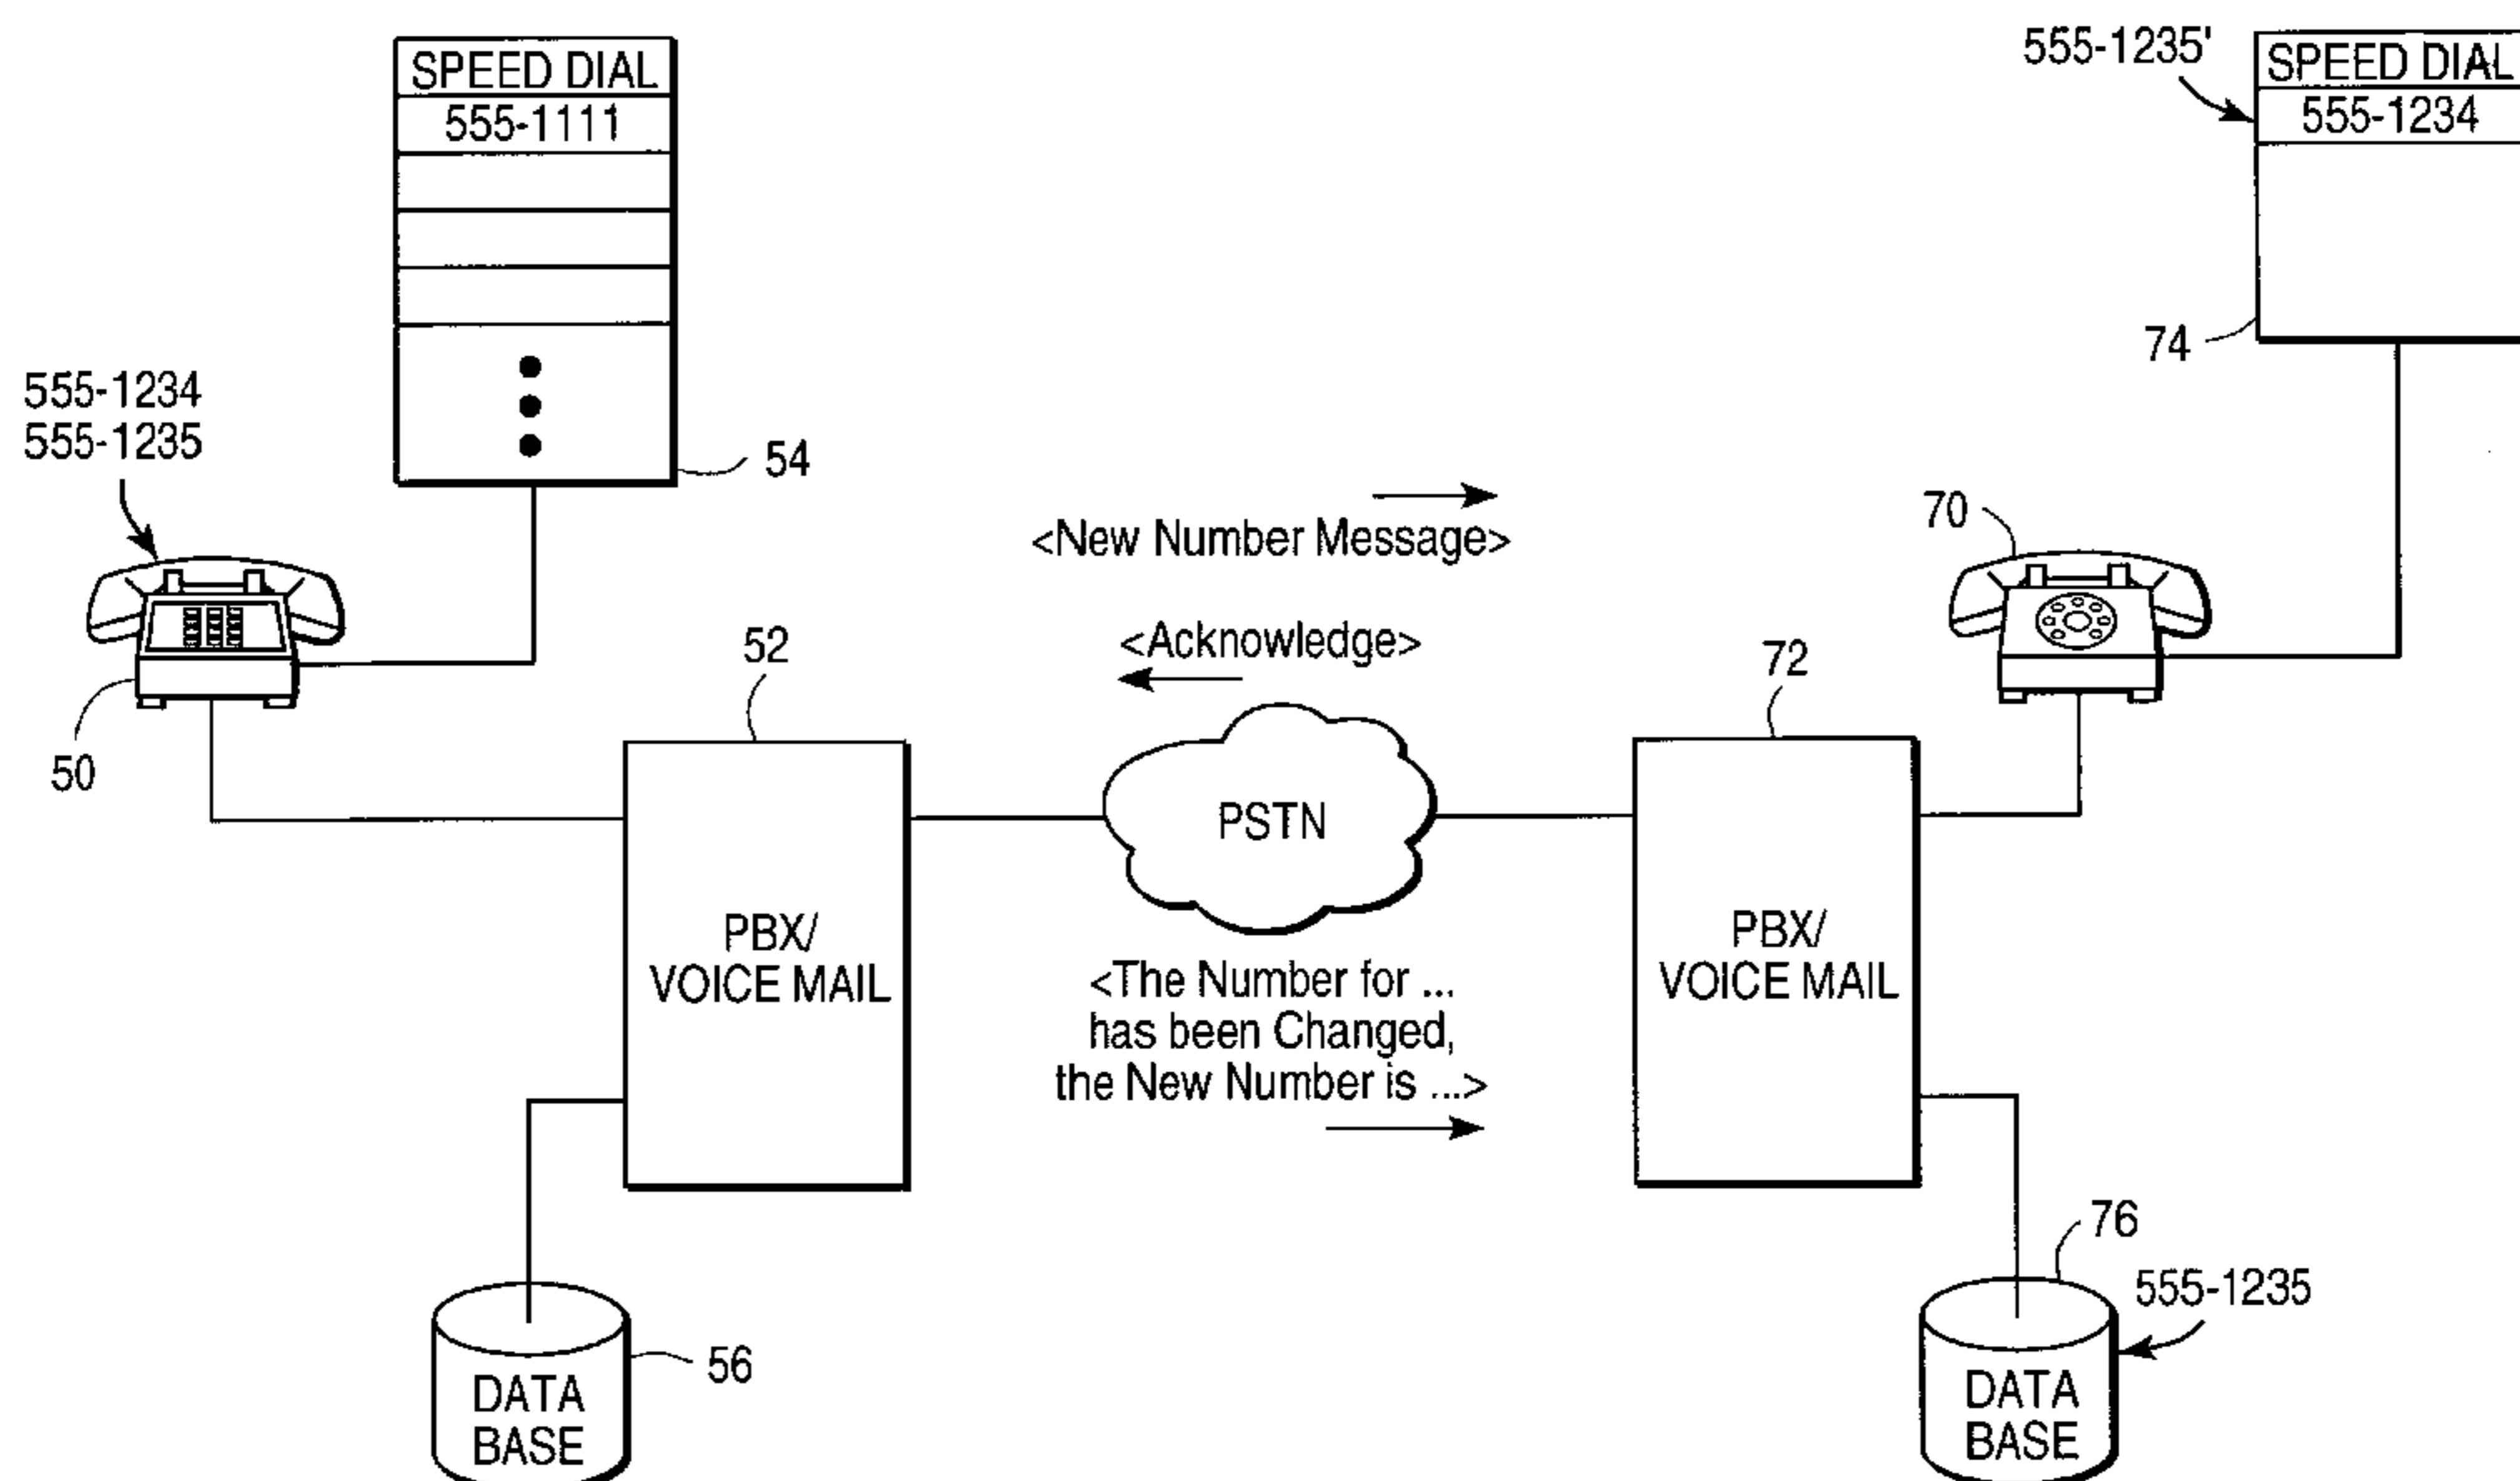 SPEED DIAL
555-1111
54
555-1234
555-1235
50
52
<New Number Message>
<Acknowledge>
PSTN
<The Number for ...
has been Changed,
the New Number is ...>
PBX/
VOICE MAIL
DATA
BASE
56
555-1235'
SPEED DIAL
555-1234
74
70
72
PBX/
VOICE MAIL
76
555-1235
DATA
BASE